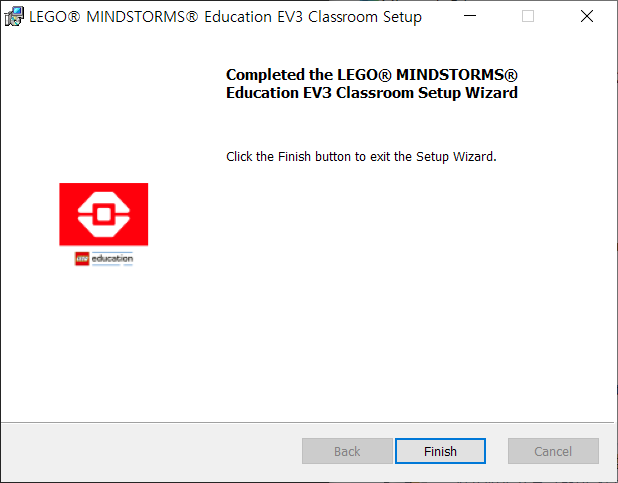 LEGO® MINDSTORMS® Education EV3 Classroom Setup
Completed the LEGO® MINDSTORMS®
Education EV3 Classroom Setup Wizard
Click the Finish button to exit the Setup Wizard.
LEGO education
Back
Finish
Cancel